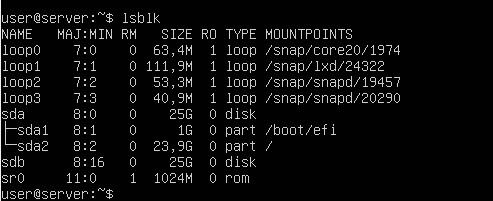 user@server:~$ lsblk
NAME   MAJ:MIN RM   SIZE RO TYPE MOUNTPOINTS
loop0    7:0    0  63,4M  1 loop /snap/core20/1974
loop1    7:1    0 111,9M  1 loop /snap/lxd/24322
loop2    7:2    0  53,3M  1 loop /snap/snapd/19457
loop3    7:3    0  40,9M  1 loop /snap/snapd/20290
sda      8:0    0    25G  0 disk
├─sda1   8:1    0     1G  0 part /boot/efi
└─sda2   8:2    0  23,9G  0 part /
sdb      8:16   0    25G  0 disk
sr0     11:0    1  1024M  0 rom
user@server:~$